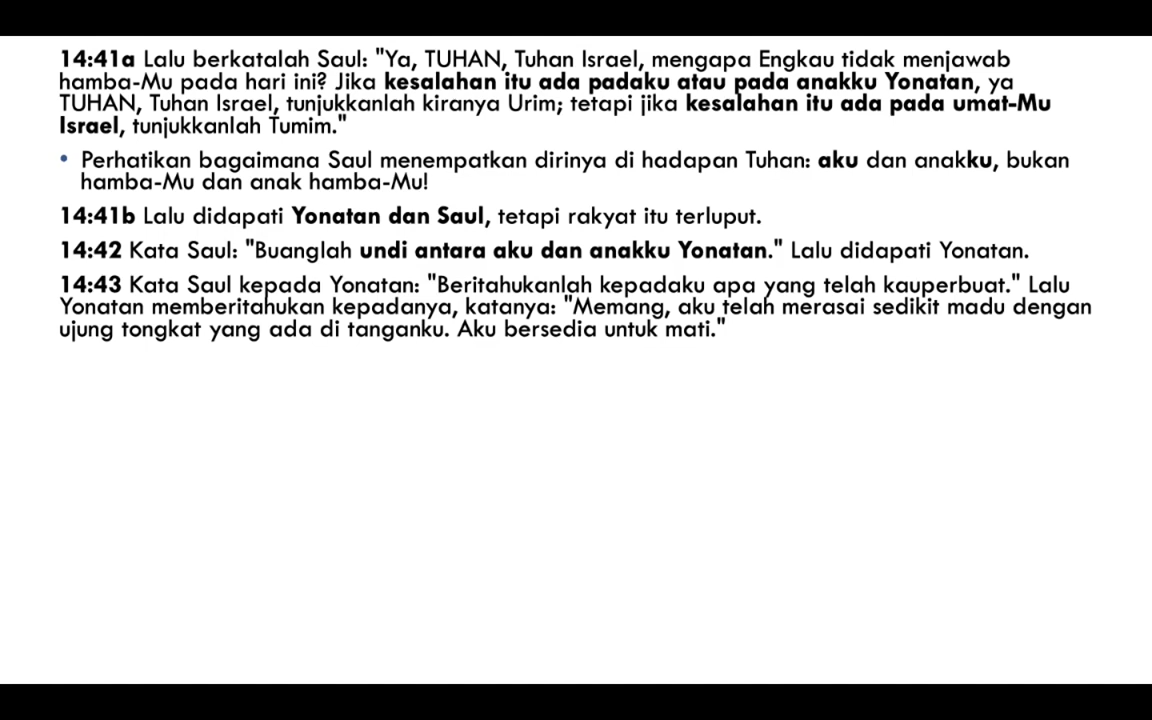 14:41a Lalu berkatalah Saul: "Ya, TUHAN, Tuhan Israel, mengapa Engkau tidak menjawab
hamba-Mu pada hari ini? Jika kesalahan itu ada padaku atau pada anakku Yonatan, ya
TUHAN, Tuhan Israel, tunjukkanlah kiranya Urim; tetapi jika kesalahan itu ada pada umat-Mu
Israel, tunjukkanlah Tumim."
• Perhatikan bagaimana Saul menempatkan dirinya di hadapan Tuhan: aku dan anakku, bukan
hamba-Mu dan anak hamba-Mu!
14:41b Lalu didapati Yonatan dan Saul, tetapi rakyat itu terluput.
14:42 Kata Saul: "Buanglah undi antara aku dan anakku Yonatan." Lalu didapati Yonatan.
14:43 Kata Saul kepada Yonatan: "Beritahukanlah kepadaku apa yang telah kauperbuat." Lalu
Yonatan memberitahukan kepadanya, katanya: "Memang, aku telah merasai sedikit madu dengan
ujung tongkat yang ada di tanganku. Aku bersedia untuk mati."